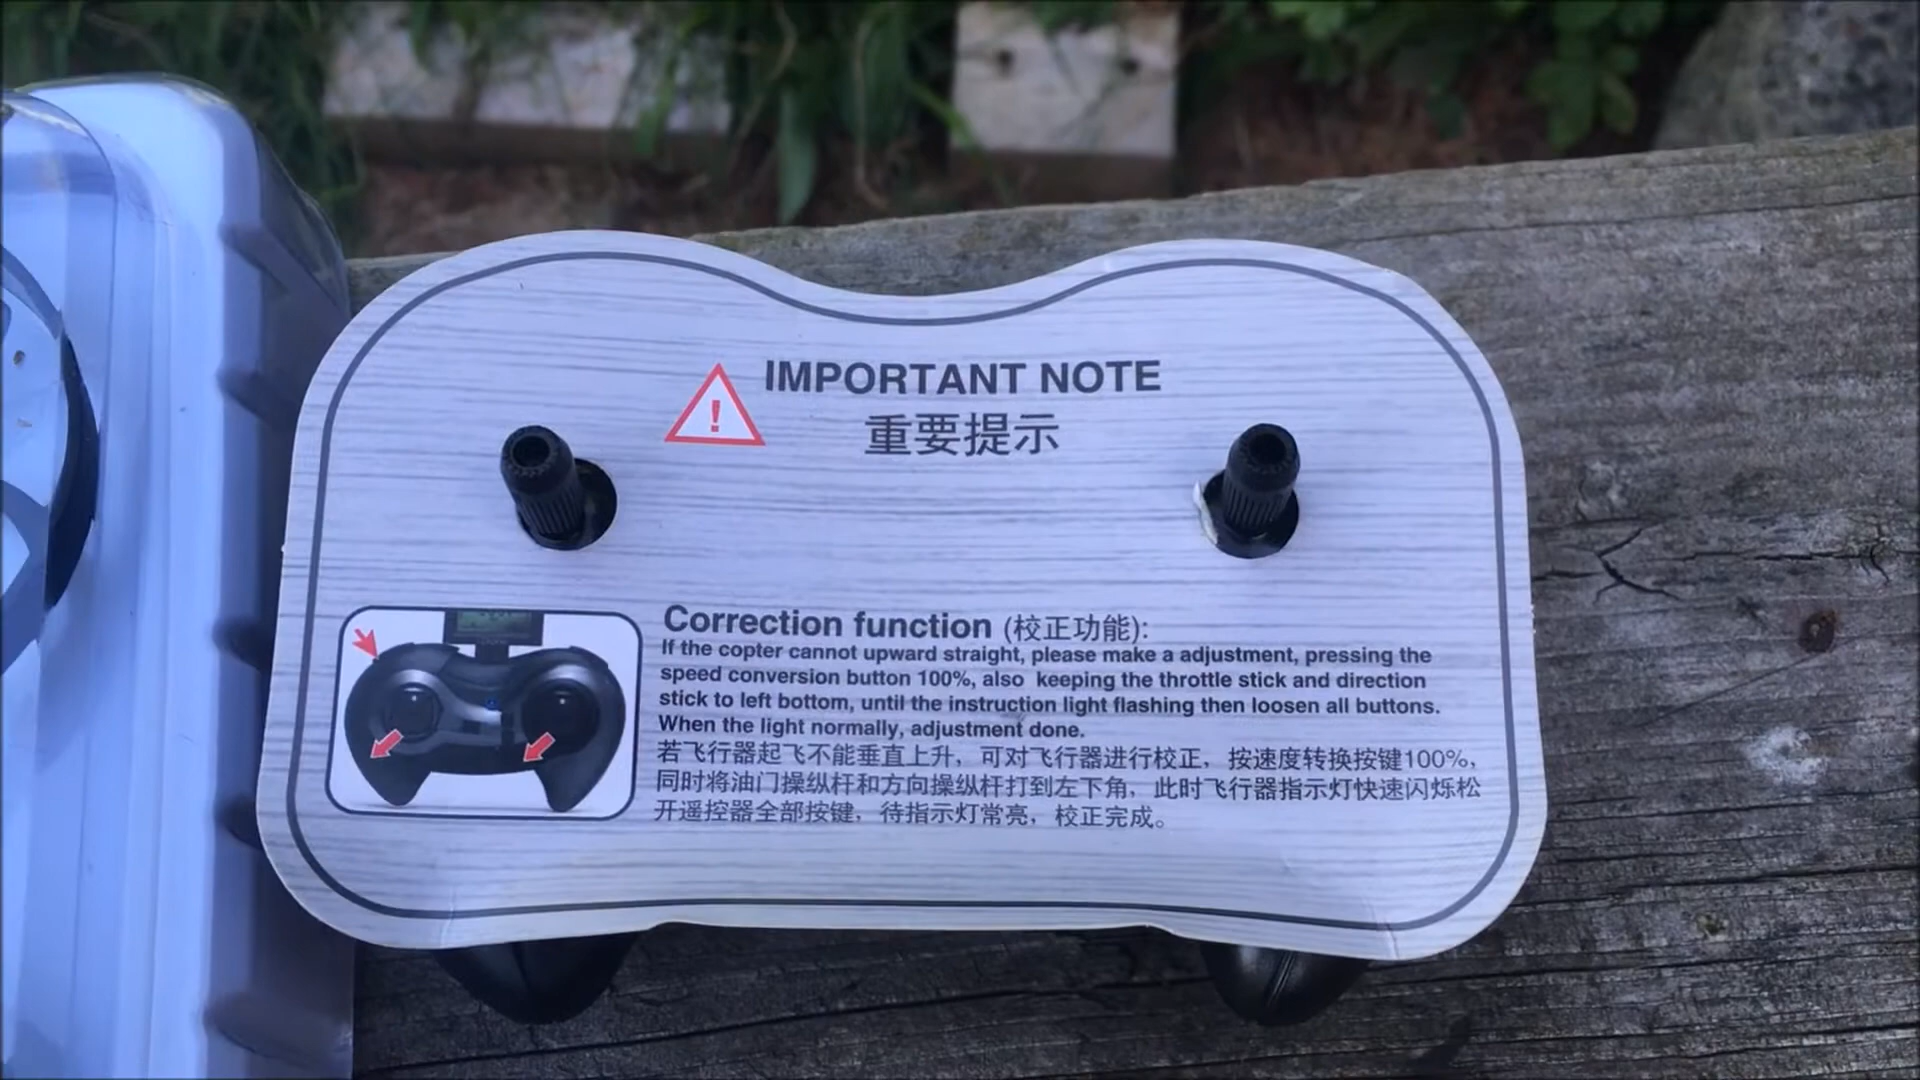 IMPORTANT NOTE
重要提示
Correction function (校正功能):
If the copter cannot upward straight, please make a adjustment, pressing the
speed conversion button 100%, also keeping the throttle stick and direction
stick to left bottom, until the instruction light flashing then loosen all buttons.
When the light normally, adjustment done.
若飞行器起飞不能垂直上升，可对飞行器进行校正，按速度转换按键100%，
同时将油门操纵杆和方向操纵杆打到左下角，此时飞行器指示灯快速闪烁松
开遥控器全部按键，待指示灯常亮，校正完成。